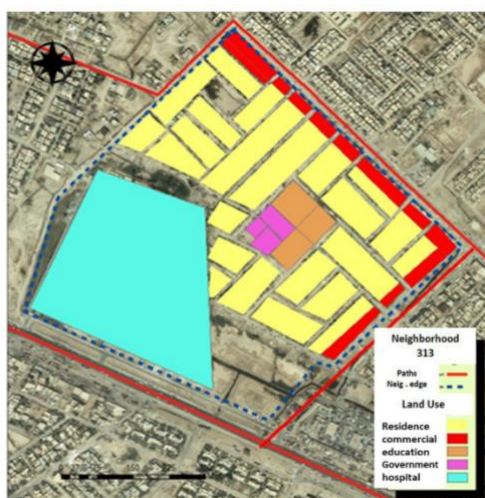 Neighborhood
313
Paths
Neig . edge
Land Use
Residence
commercial
education
Government
hospital